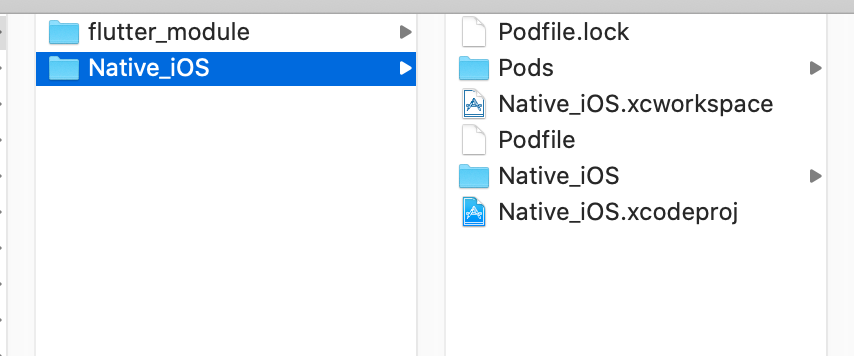 flutter_module
Native_iOS
Podfile.lock
Pods
Native_iOS.xcworkspace
Podfile
Native_iOS
Native_iOS.xcodeproj